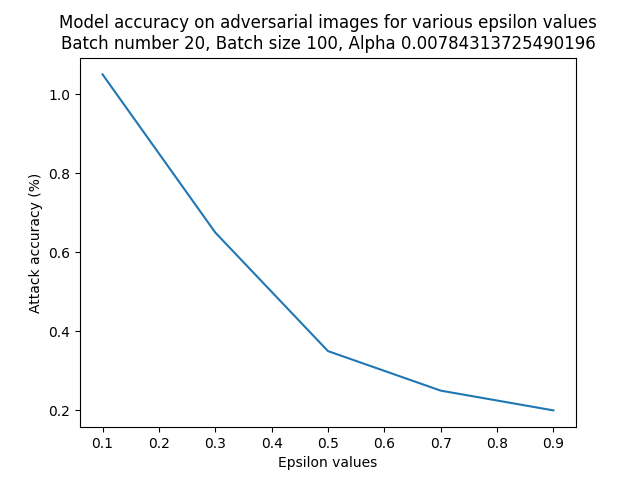 Model accuracy on adversarial images for various epsilon values
Batch number 20, Batch size 100, Alpha 0.00784313725490196
1.0
0.8
0.6
0.4
0.2
Attack accuracy (%)
0.1 0.2 0.3 0.4 0.5 0.6 0.7 0.8 0.9
Epsilon values